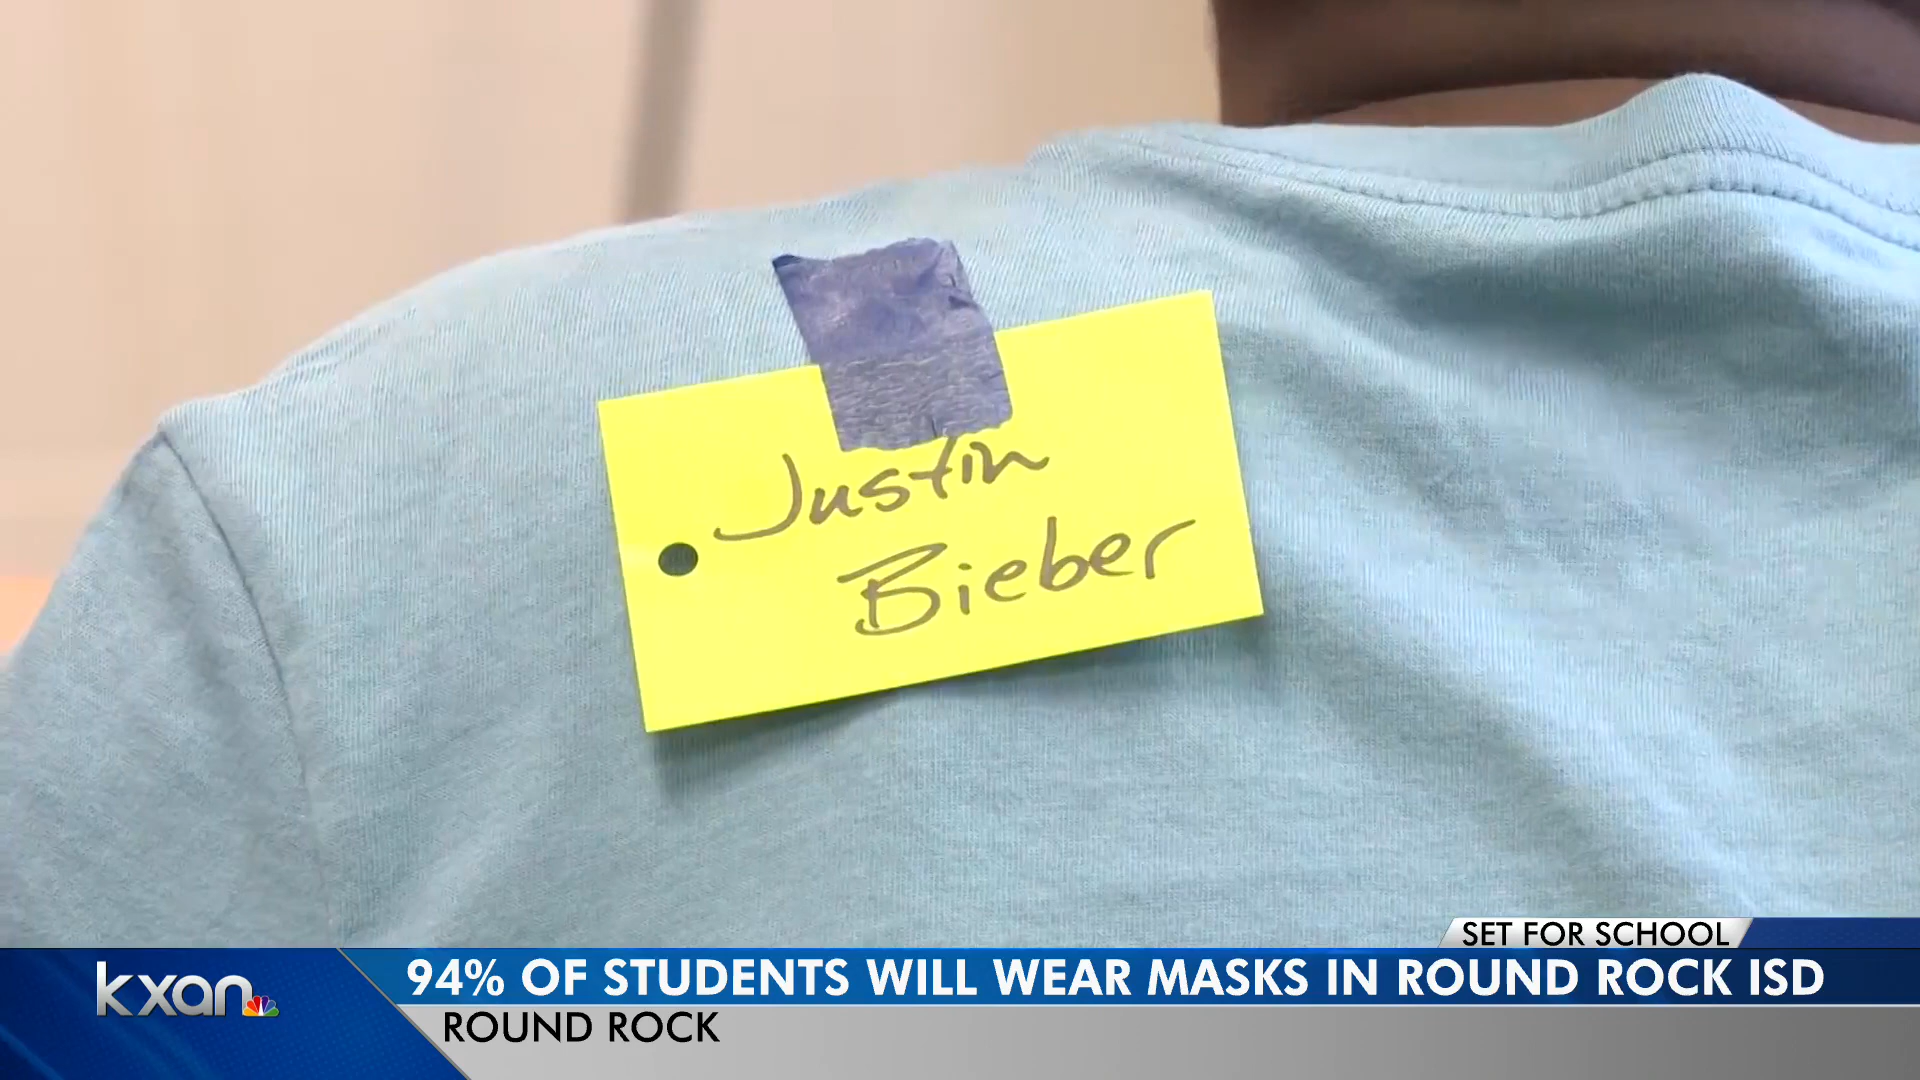 Justin
Bieber
SET FOR SCHOOL
kxan
94% OF STUDENTS WILL WEAR MASKS IN ROUND ROCK ISD
ROUND ROCK